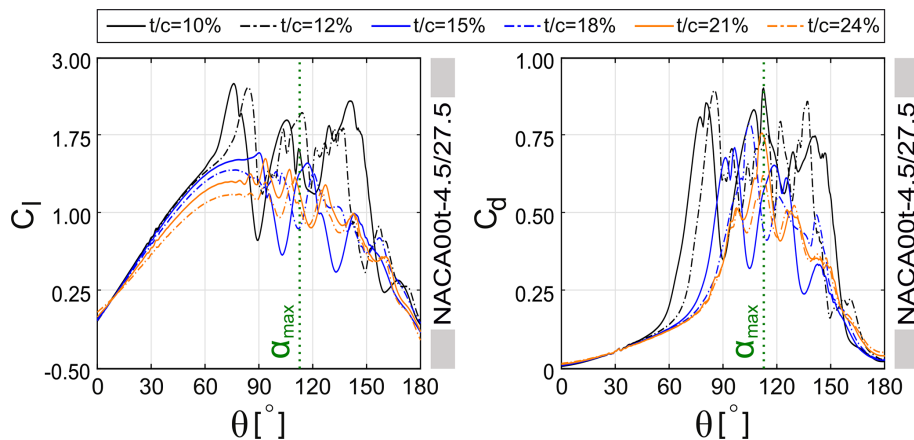 t/c=10% t/c=12% t/c=15% t/c=18% t/c=21% t/c=24%
3.00
1.75
1.00
0.25
-0.50
C_l
0 30 60 90 120 150 180
θ[°]
α_max
NACA00t-4.5/27.5
1.00
0.75
0.50
0.25
0
C_d
0 30 60 90 120 150 180
θ[°]
α_max
NACA00t-4.5/27.5